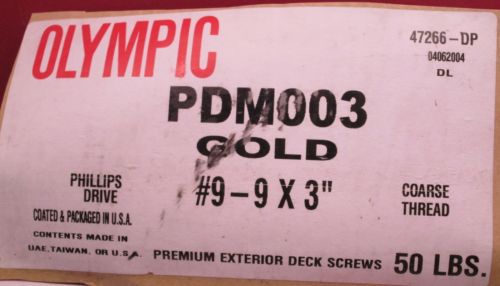 OLYMPIC
47266-DP
04062004
DL
PDM003
GOLD
PHILLIPS
DRIVE
#9-9 X 3"
COARSE
THREAD
COATED & PACKAGED IN U.S.A.
CONTENTS MADE IN
UAE, TAIWAN, OR U.S.A.
PREMIUM EXTERIOR DECK SCREWS
50 LBS.